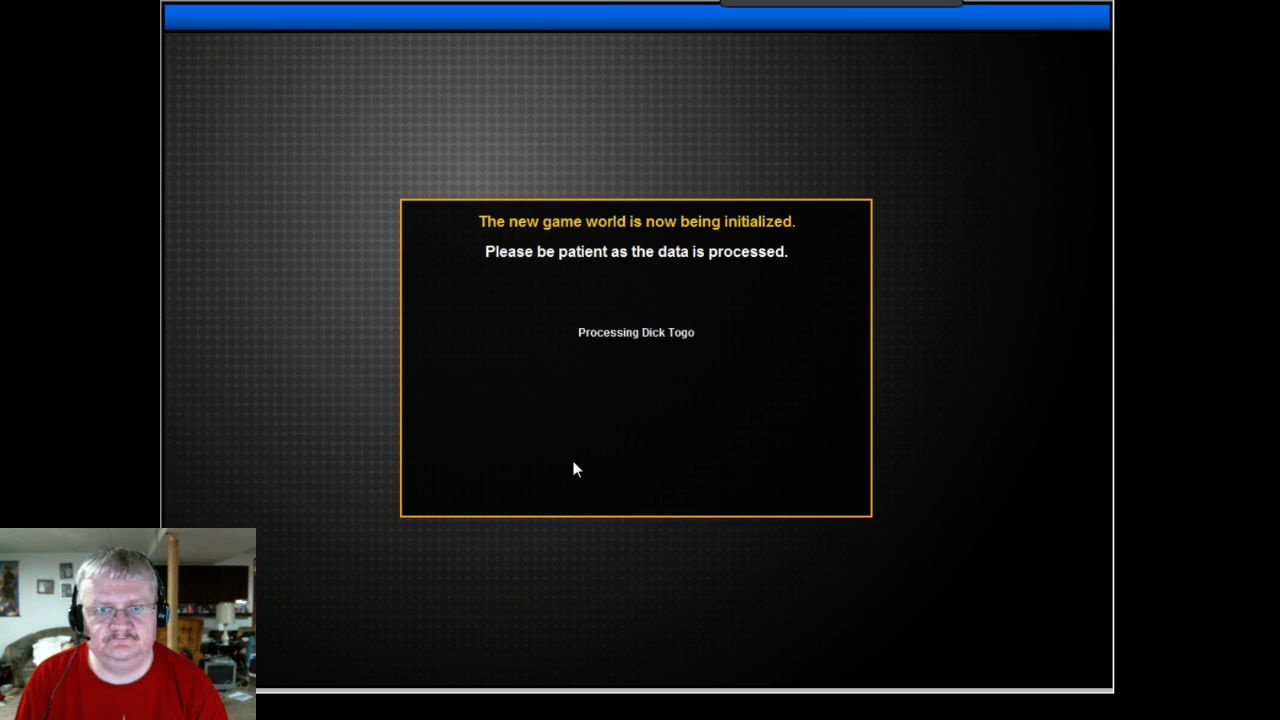 The new game world is now being initialized.
Please be patient as the data is processed.
Processing Dick Togo